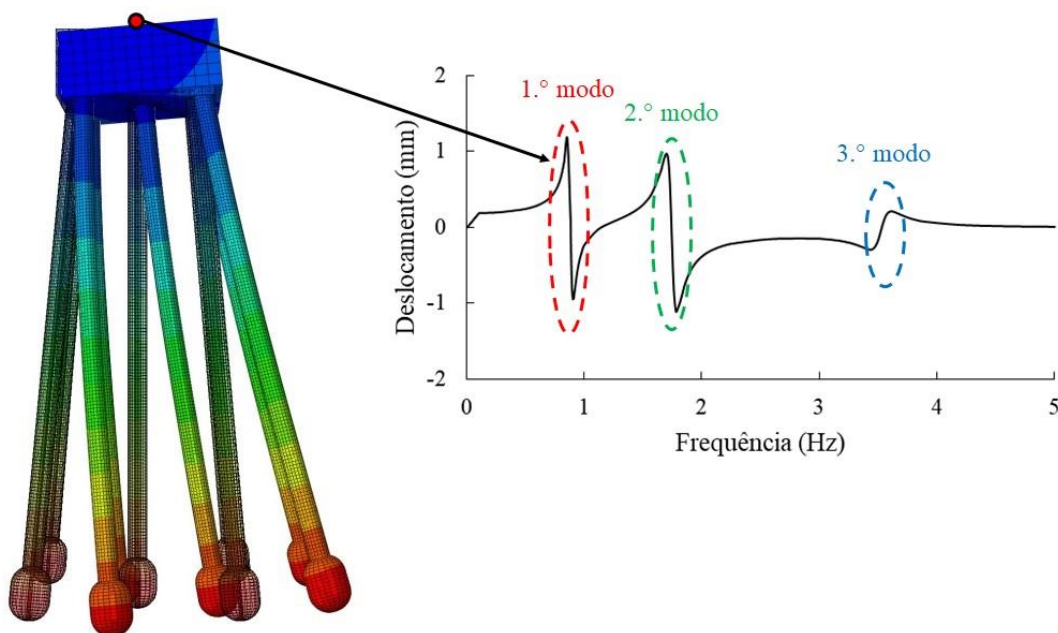 1.° modo
2.° modo
3.° modo
Deslocamento (mm)
2
1
0
-1
-2
0 1 2 3 4 5
Frequência (Hz)